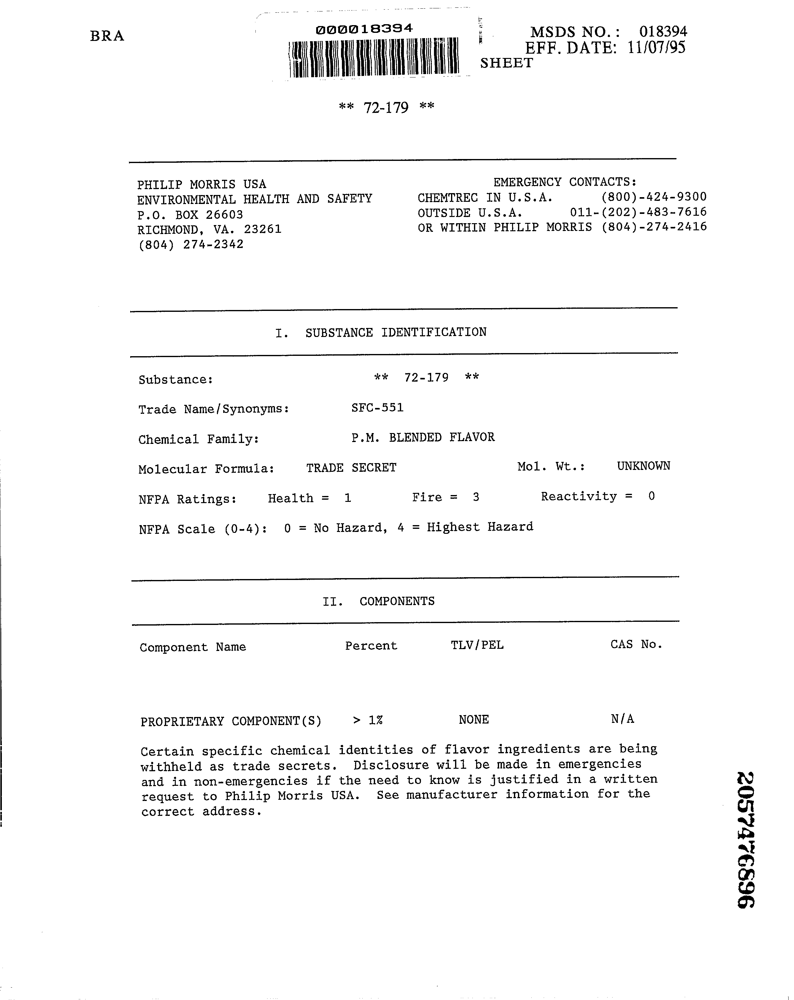 BRA
000018394
MSDS NO.: 018394
EFF. DATE: 11/07/95
SHEET
** 72-179 **
PHILIP MORRIS USA
ENVIRONMENTAL HEALTH AND SAFETY
P.O. BOX 26603
RICHMOND, VA. 23261
(804) 274-2342
EMERGENCY CONTACTS:
CHEMTREC IN U.S.A. (800)-424-9300
OUTSIDE U.S.A. 011-(202)-483-7616
OR WITHIN PHILIP MORRIS (804)-274-2416
I. SUBSTANCE IDENTIFICATION
Substance: ** 72-179 **
Trade Name/Synonyms: SFC-551
Chemical Family: P.M. BLENDED FLAVOR
Molecular Formula: TRADE SECRET Mol. Wt.: UNKNOWN
NFPA Ratings: Health = 1 Fire = 3 Reactivity = 0
NFPA Scale (0-4): 0 = No Hazard, 4 = Highest Hazard
II. COMPONENTS
Component Name Percent TLV/PEL CAS No.
PROPRIETARY COMPONENT(S) > 1% NONE N/A
Certain specific chemical identities of flavor ingredients are being
withheld as trade secrets. Disclosure will be made in emergencies
and in non-emergencies if the need to know is justified in a written
request to Philip Morris USA. See manufacturer information for the
correct address.
2057476896